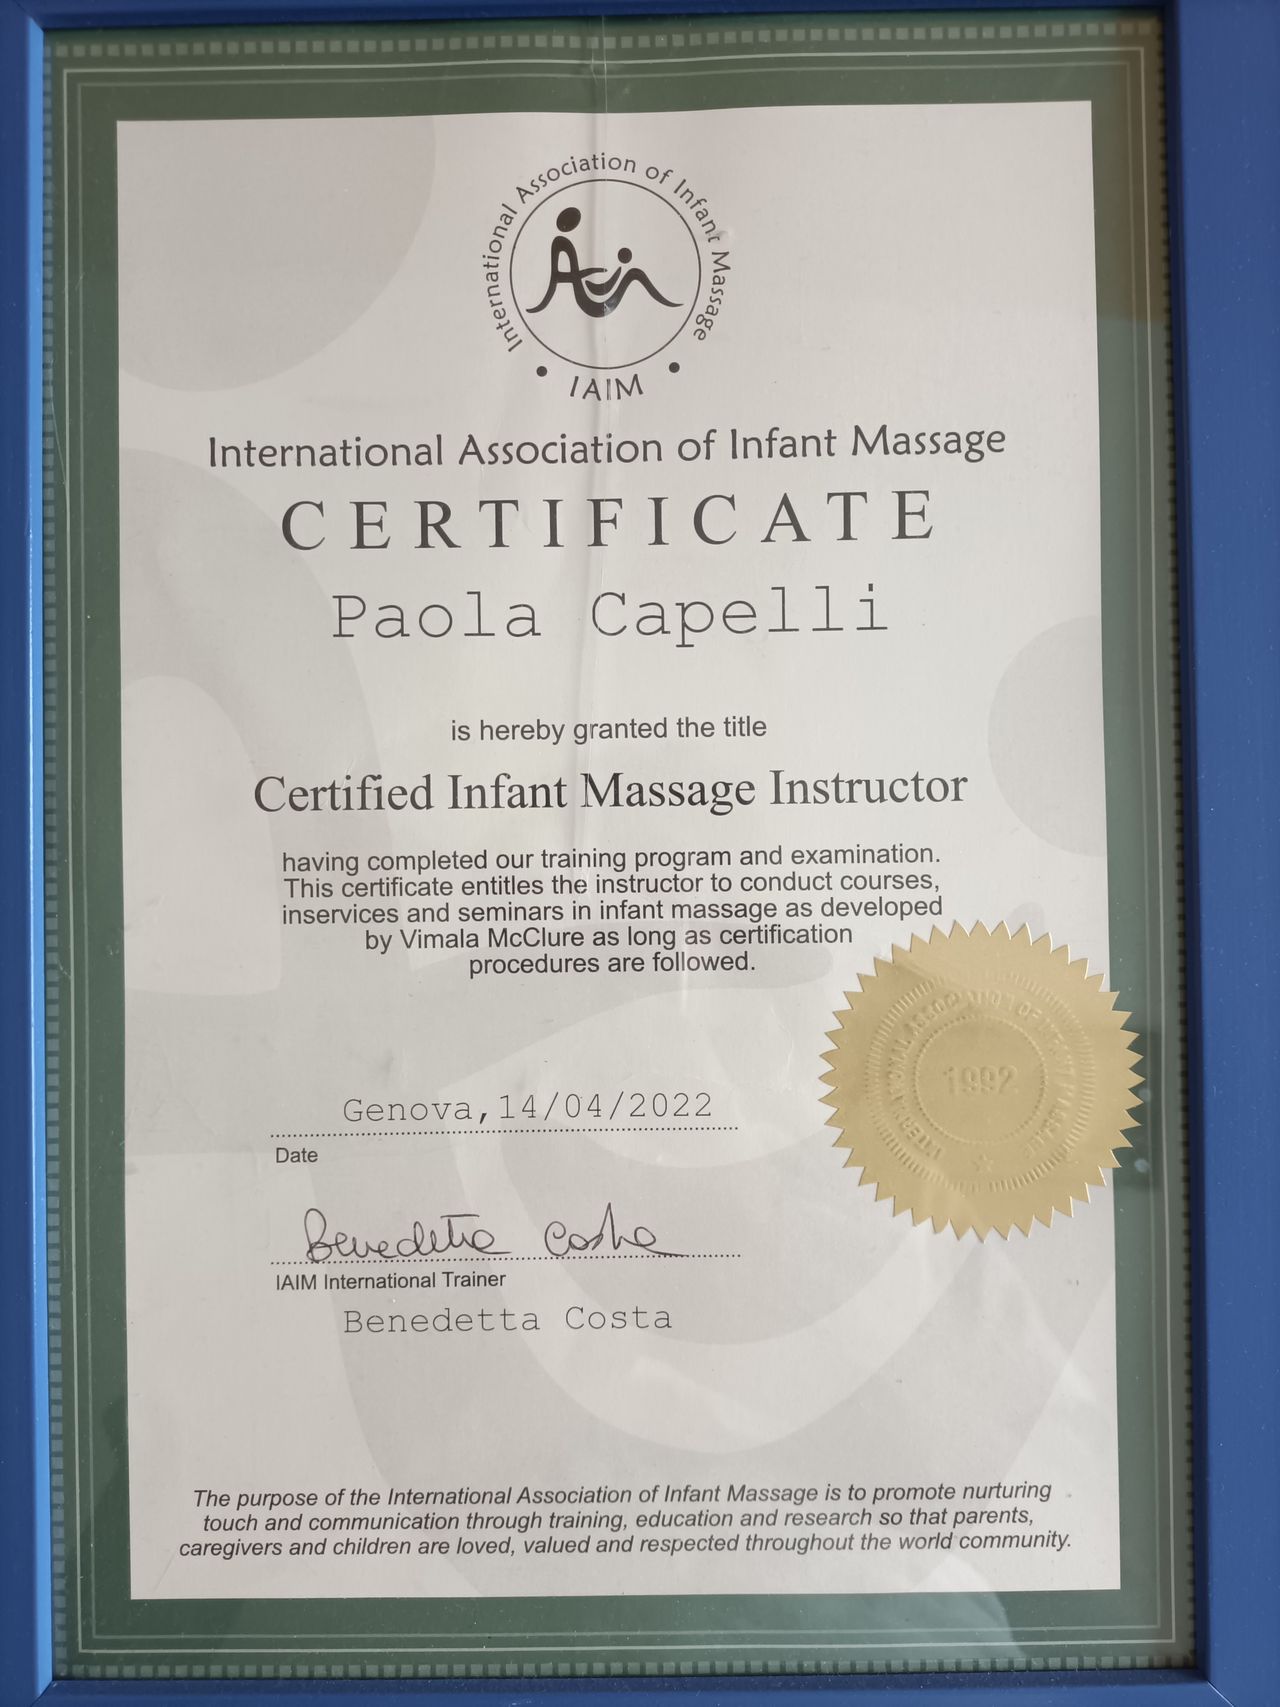 International Association of Infant Massage
IAIM
International Association of Infant Massage
CERTIFICATE
Paola Capelli
is hereby granted the title
Certified Infant Massage Instructor
having completed our training program and examination.
This certificate entitles the instructor to conduct courses,
inservices and seminars in infant massage as developed
by Vimala McClure as long as certification
procedures are followed.
1992
Genova, 14/04/2022
Date
Benedetta Costa
IAIM International Trainer
Benedetta Costa
The purpose of the International Association of Infant Massage is to promote nurturing
touch and communication through training, education and research so that parents,
caregivers and children are loved, valued and respected throughout the world community.